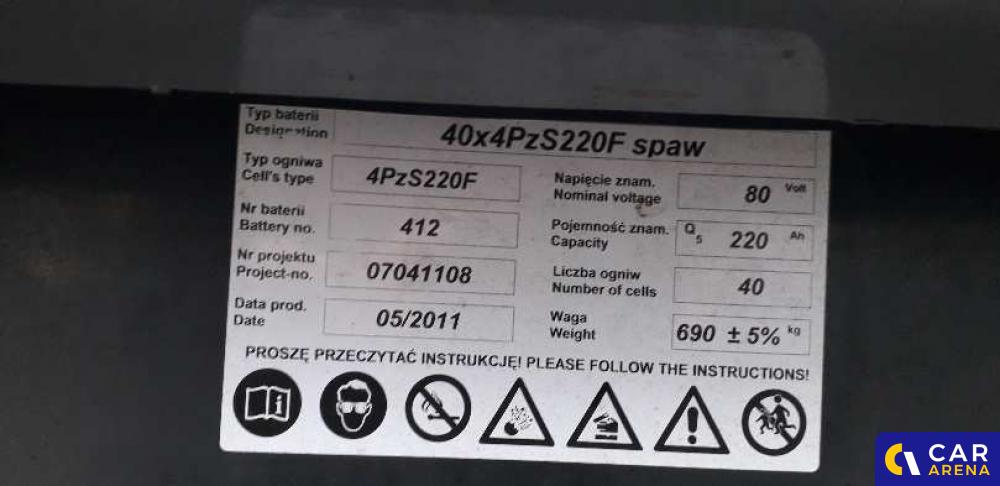 Typ baterii
Designation
40x4PzS220F spaw
Typ ogniwa
Cell's type
4PzS220F
Napięcie znam.
Nominal voltage
80 Volt
Nr baterii
Battery no.
412
Pojemność znam.
Capacity
Q5 220 Ah
Nr projektu
Project-no.
07041108
Liczba ogniw
Number of cells
40
Data prod.
Date
05/2011
Waga
Weight
690 ± 5% kg
PROSZĘ PRZECZYTAĆ INSTRUKCJĘ! PLEASE FOLLOW THE INSTRUCTIONS!
CAR
ARENA